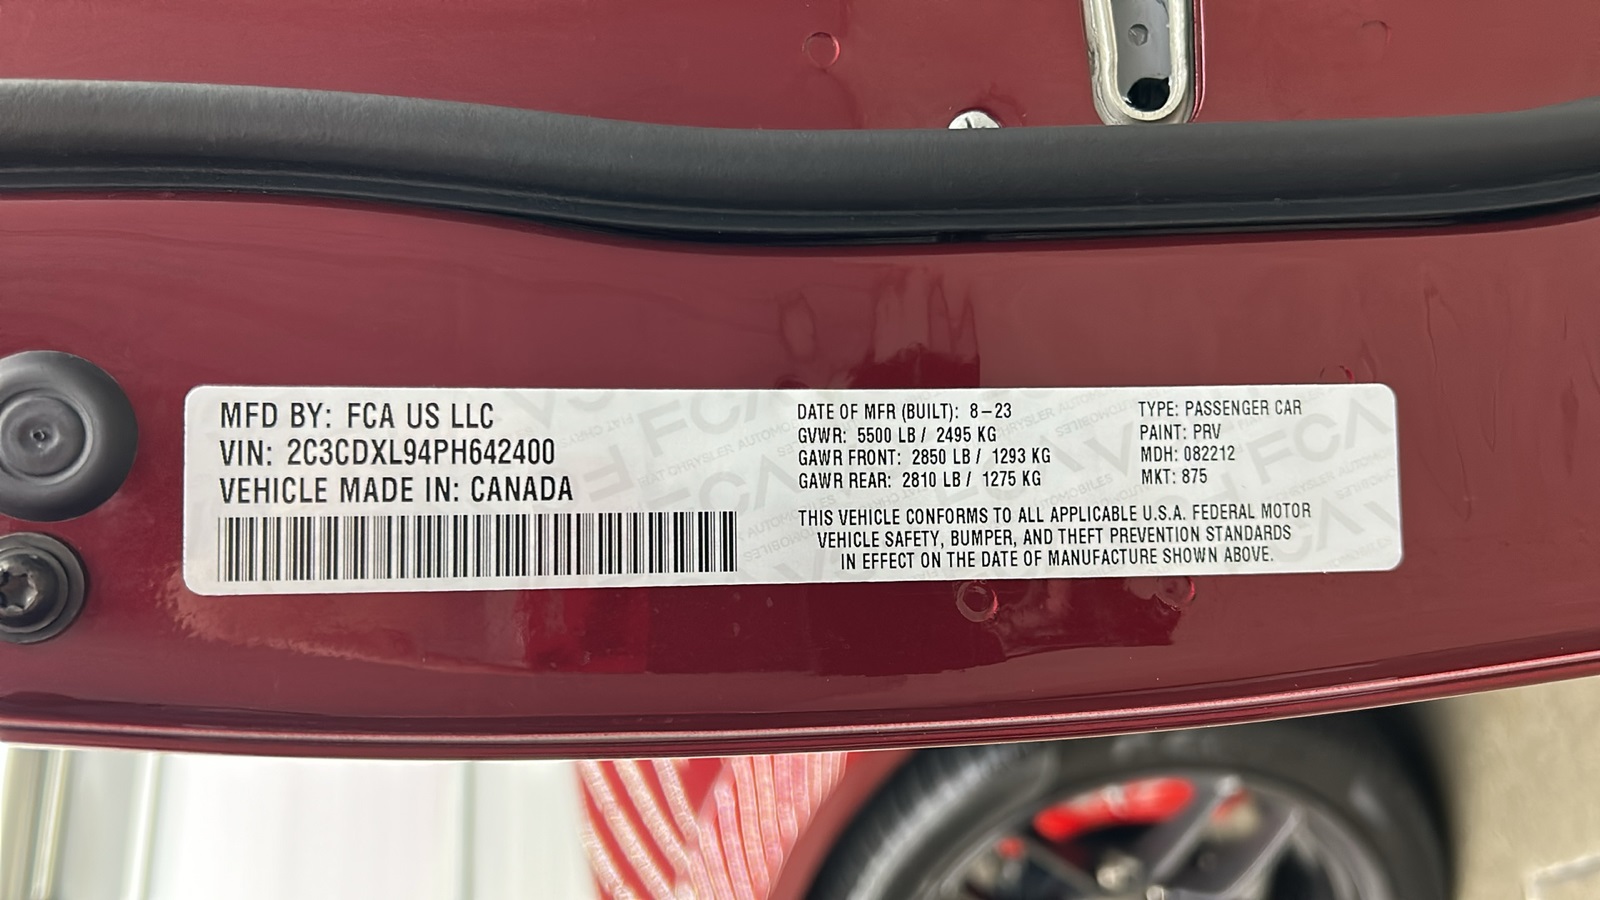 MFD BY: FCA US LLC
VIN: 2C3CDXL94PH642400
VEHICLE MADE IN: CANADA
DATE OF MFR (BUILT): 8-23
GVWR: 5500 LB / 2495 KG
GAWR FRONT: 2850 LB / 1293 KG
GAWR REAR: 2810 LB / 1275 KG
TYPE: PASSENGER CAR
PAINT: PRV
MDH: 082212
MKT: 875
THIS VEHICLE CONFORMS TO ALL APPLICABLE U.S.A. FEDERAL MOTOR
VEHICLE SAFETY, BUMPER, AND THEFT PREVENTION STANDARDS
IN EFFECT ON THE DATE OF MANUFACTURE SHOWN ABOVE.